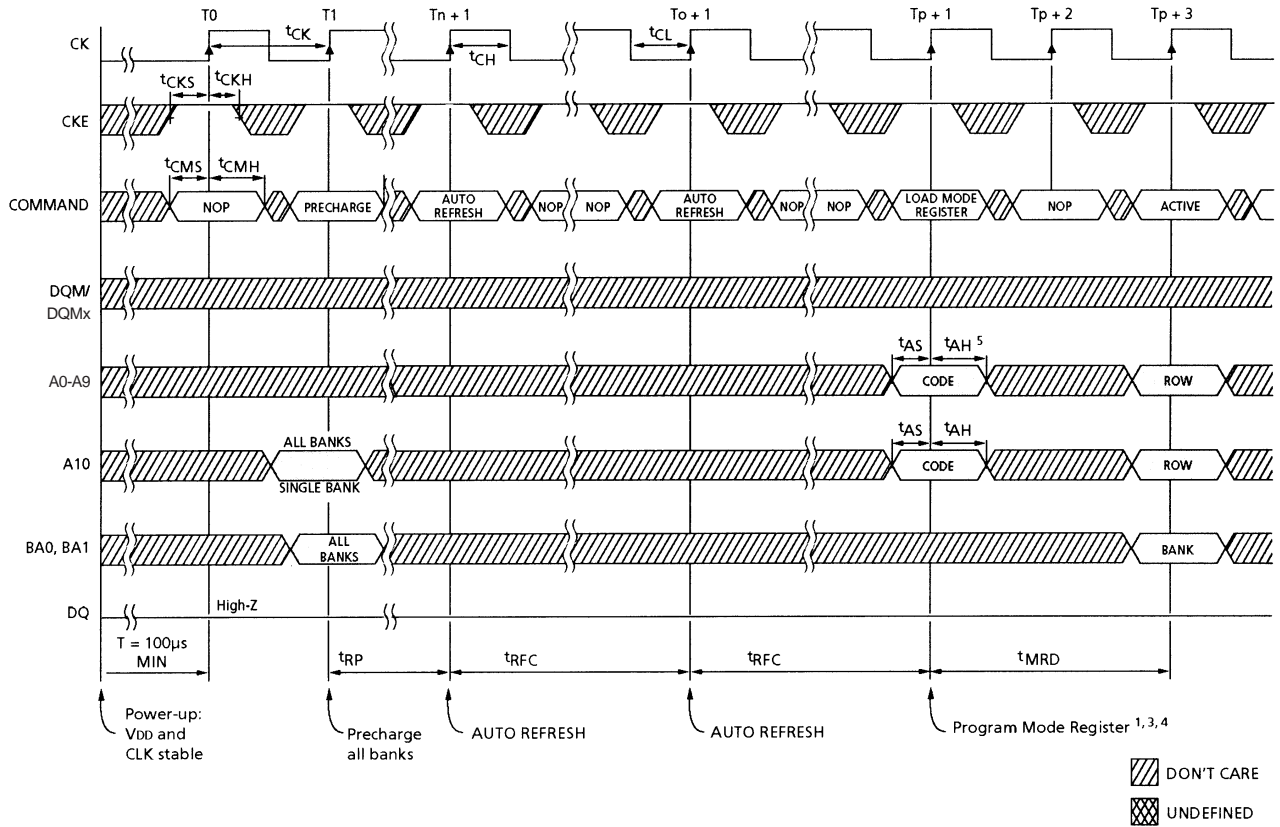 T0 T1 Tn + 1 To + 1 Tp + 1 Tp + 2 Tp + 3
CK tCK tCH tCL
tCKS tCKH
CKE
tCMS tCMH
COMMAND NOP PRECHARGE AUTO REFRESH NOP NOP AUTO REFRESH NOP NOP LOAD MODE REGISTER NOP ACTIVE
DQM/
DQMx
tAS tAH 5
A0-A9 CODE ROW
ALL BANKS tAS tAH
A10 CODE ROW
SINGLE BANK
BA0, BA1 ALL BANKS BANK
DQ High-Z
T = 100µs
MIN tRP tRFC tRFC tMRD
Power-up:
VDD and
CLK stable
Precharge
all banks
AUTO REFRESH
AUTO REFRESH
Program Mode Register 1, 3, 4
DON'T CARE
UNDEFINED